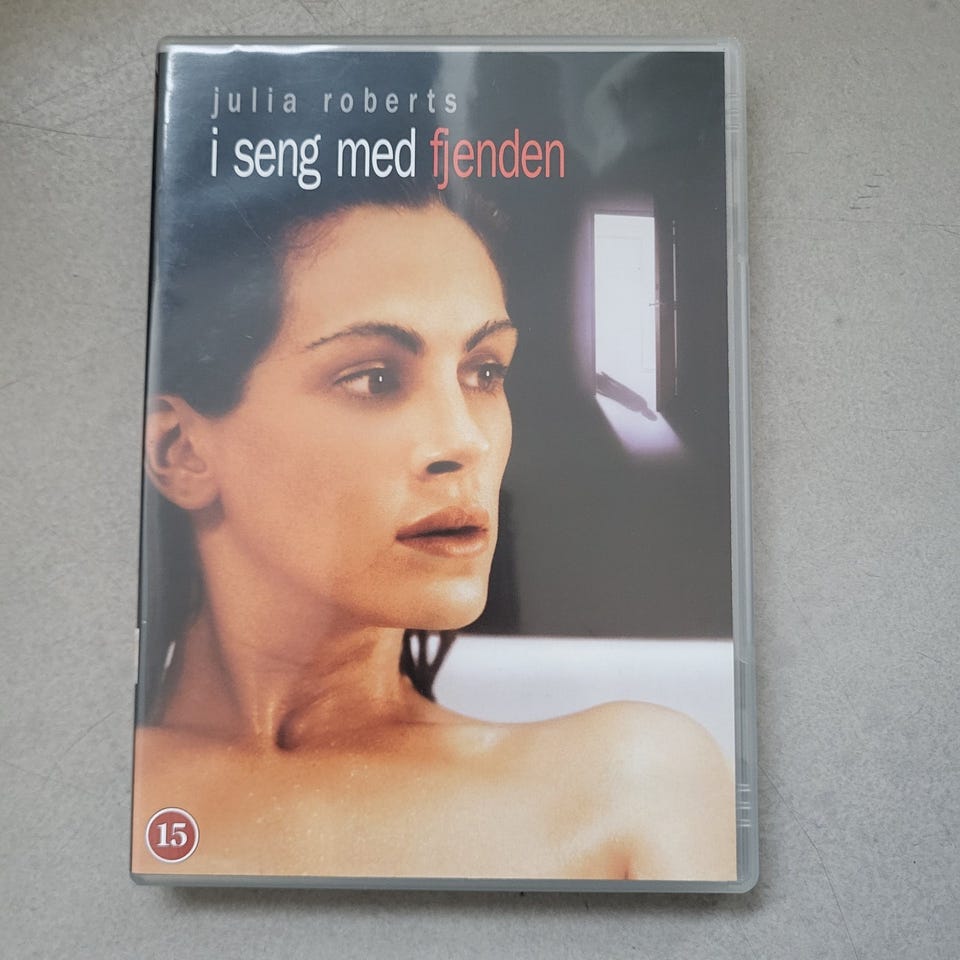 julia roberts
i seng med fjenden
15